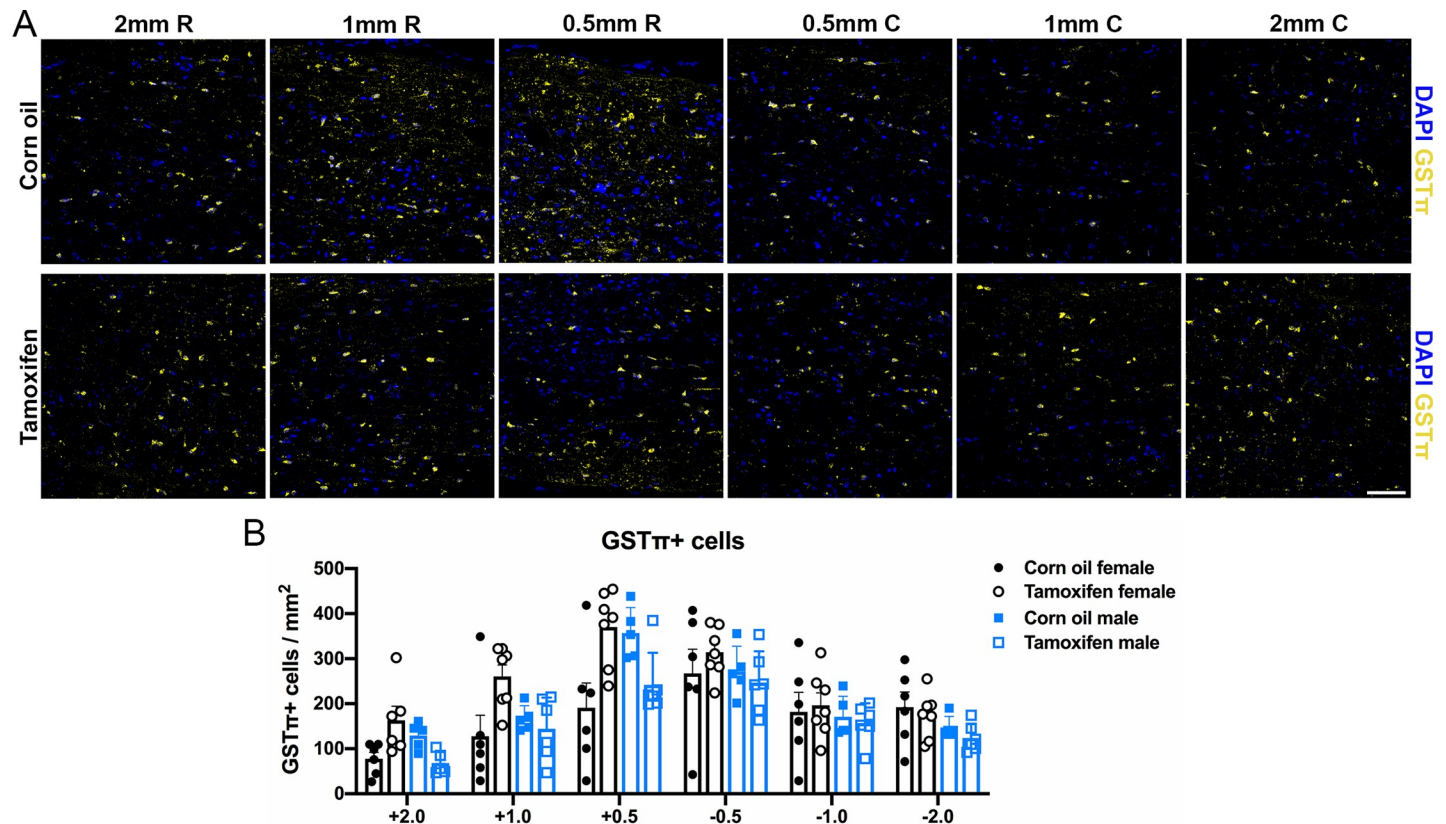 A
2mm R 1mm R 0.5mm R 0.5mm C 1mm C 2mm C
Corn oil
DAPI GSTπ
Tamoxifen
DAPI GSTπ
B
GSTπ+ cells
GSTπ+ cells / mm²
500
400
300
200
100
0
+2.0 +1.0 +0.5 -0.5 -1.0 -2.0
Corn oil female
Tamoxifen female
Corn oil male
Tamoxifen male